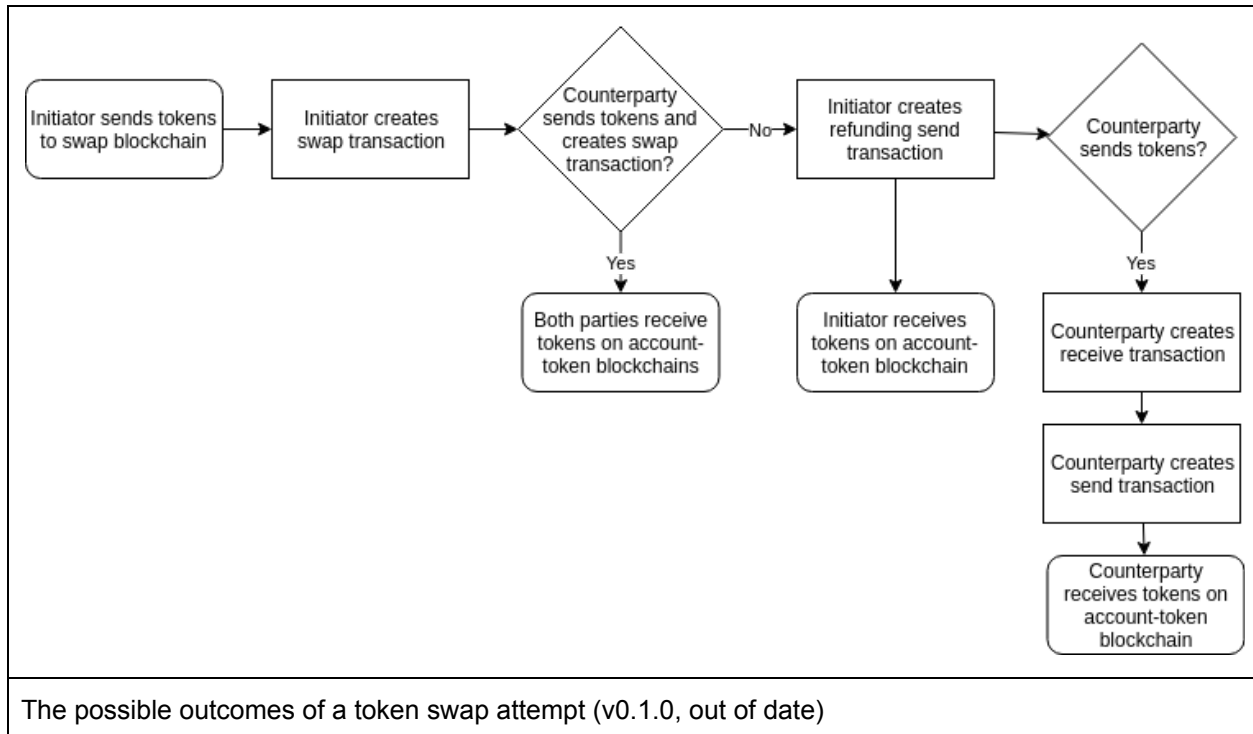 Initiator sends tokens
to swap blockchain
Initiator creates
swap transaction
Counterparty
sends tokens and
creates swap
transaction?
No
Initiator creates
refunding send
transaction
Counterparty
sends tokens?
Yes
Yes
Both parties receive
tokens on account-
token blockchains
Initiator receives
tokens on account-
token blockchain
Counterparty creates
receive transaction
Counterparty creates
send transaction
Counterparty
receives tokens on
account-token
blockchain
The possible outcomes of a token swap attempt (v0.1.0, out of date)